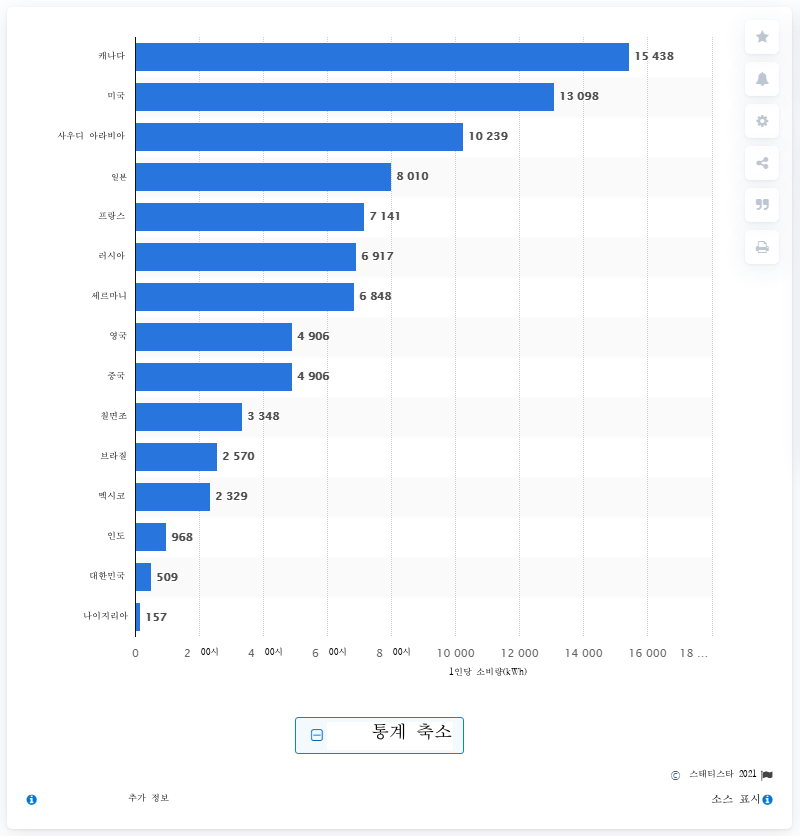 캐나다 15 438
미국 13 098
사우디 아라비아 10 239
일본 8 010
프랑스 7 141
러시아 6 917
세르마니 6 848
영국 4 906
중국 4 906
칠면조 3 348
브라질 2 570
멕시코 2 329
인도 968
대한민국 509
나이지리아 157
0 2 00시 4 00시 6 00시 8 00시 10 000 12 000 14 000 16 000 18 ...
1인당 소비량(kWh)
통계 축소
© 스태티스타 2021
추가 정보 소스 표시